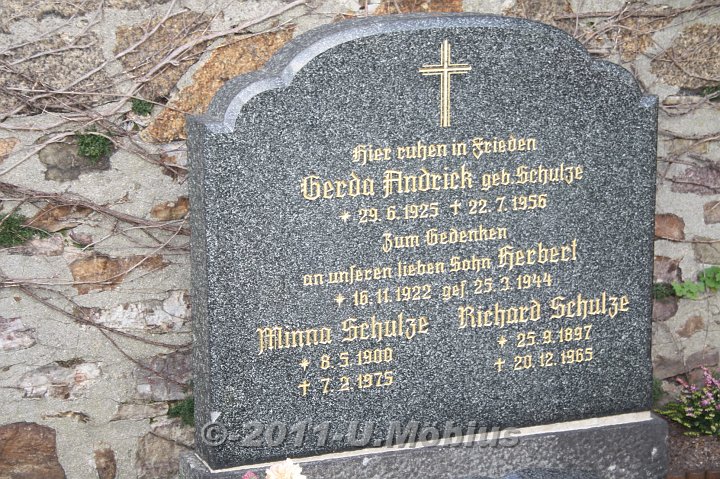 Hier ruhen in Frieden
Gerda Andrick geb. Schulze
* 29.6.1925 † 22.7.1956
Zum Gedenken
an unseren lieben Sohn Herbert
* 16.11.1922 gef. 25.3.1944
Minna Schulze
* 8.5.1900
† 7.2.1975
Richard Schulze
* 25.9.1897
† 20.12.1965
©-2011-U.Möbius